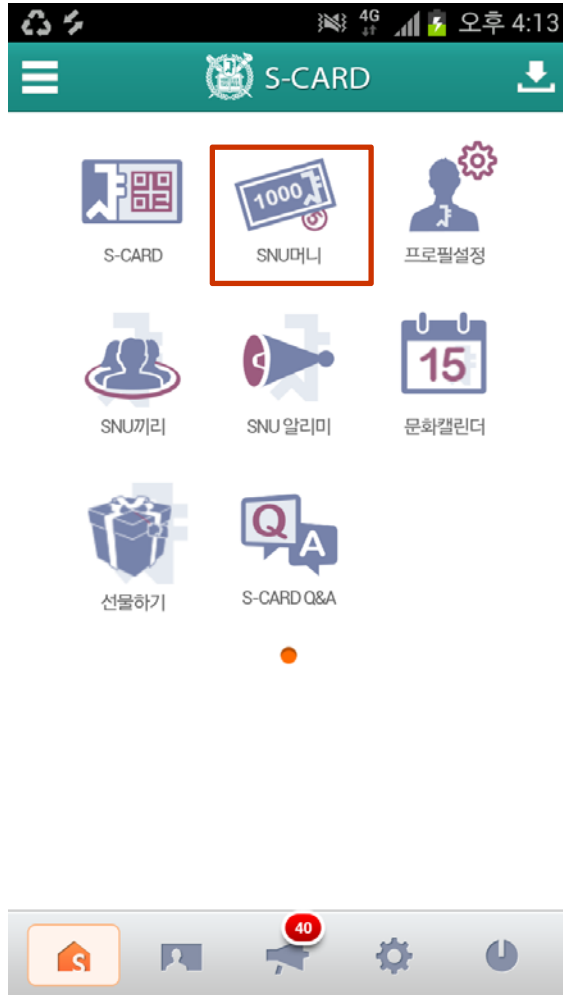 4G 오후 4:13
S-CARD
1000
S-CARD SNU머니 프로필설정
15
SNU끼리 SNU 알리미 문화캘린더
Q
A
선물하기 S-CARD Q&A
40
S